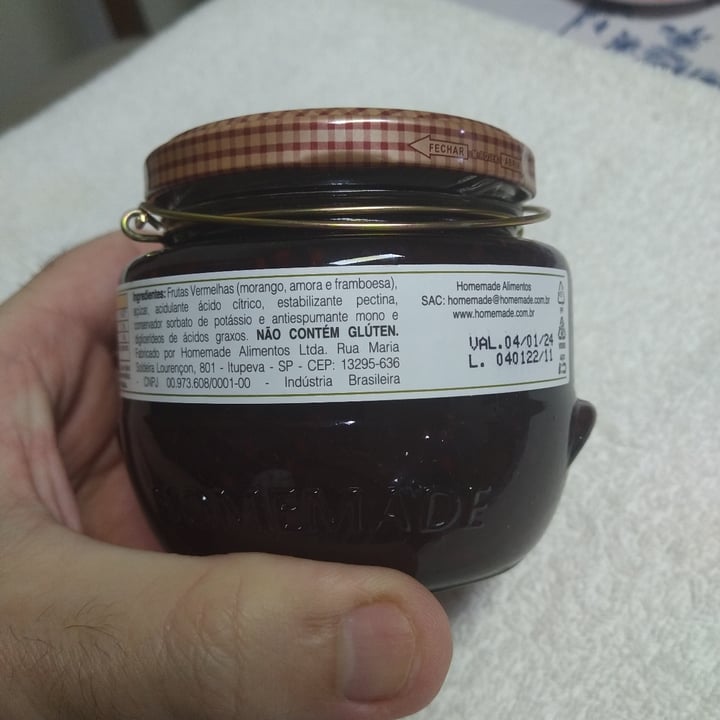 FECHAR
Ingredientes: Frutas Vermelhas (morango, amora e framboesa),
açúcar, acidulante ácido cítrico, estabilizante pectina,
conservador sorbato de potássio e antiespumante mono e
diglicerídeos de ácidos graxos. NÃO CONTÉM GLÚTEN.
Fabricado por Homemade Alimentos Ltda. Rua Maria
Soldeira Lourençon, 801 - Itupeva - SP - CEP: 13295-636
- CNPJ 00.973.608/0001-00 - Indústria Brasileira
Homemade Alimentos
SAC: homemade@homemade.com.br
www.homemade.com.br
VAL.04/01/24
L. 040122/11
HOMEMADE